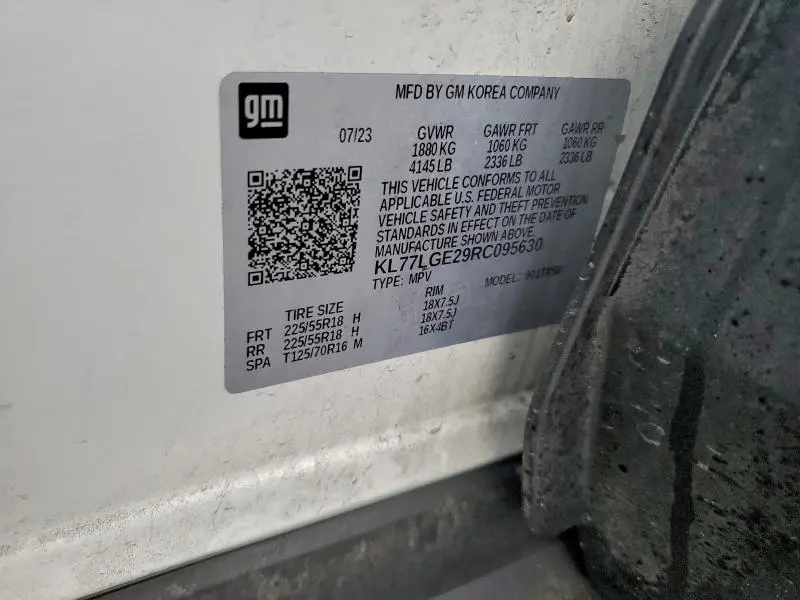 gm
MFD BY GM KOREA COMPANY
07/23 GVWR GAWR FRT GAWR RR
1880 KG 1060 KG 1060 KG
4145 LB 2336 LB 2336 LB
THIS VEHICLE CONFORMS TO ALL
APPLICABLE U.S. FEDERAL MOTOR
VEHICLE SAFETY AND THEFT PREVENTION
STANDARDS IN EFFECT ON THE DATE OF
MANUFACTURE SHOWN ABOVE.
KL77LGE29RC095630
TYPE: MPV MODEL:
TIRE SIZE RIM
FRT 225/55R18 H 18X7.5J
RR 225/55R18 H 18X7.5J
SPA T125/70R16 M 16X4BT